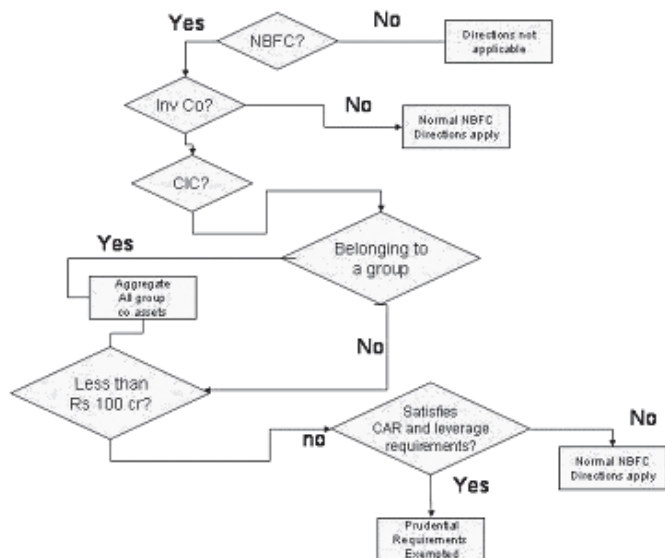 Yes
NBFC?
No
Directions not
applicable
Inv Co?
No
Normal NBFC
Directions apply
CIC?
Yes
Belonging to
a group
Aggregate
All group
co assets
No
Less than
Rs 100 cr?
no
Satisfies
CAR and leverage
requirements?
No
Normal NBFC
Directions apply
Yes
Prudential
Requirements
Exempted